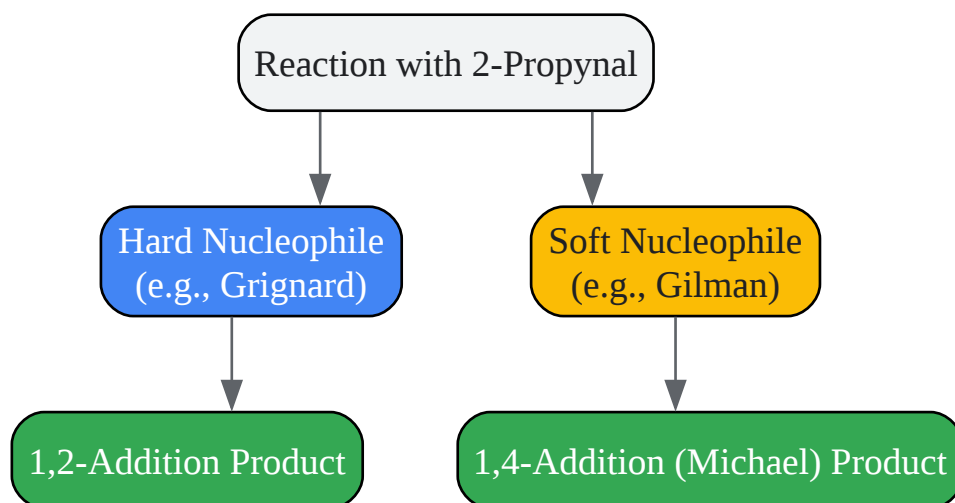 Reaction with 2-Propynal
Hard Nucleophile
(e.g., Grignard)
Soft Nucleophile
(e.g., Gilman)
1,2-Addition Product
1,4-Addition (Michael) Product